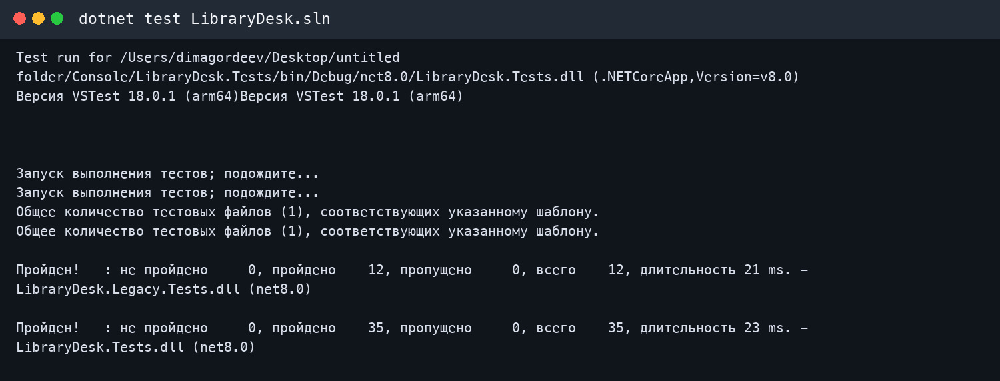 dotnet test LibraryDesk.sln
Test run for /Users/dimagordeev/Desktop/untitled
folder/Console/LibraryDesk.Tests/bin/Debug/net8.0/LibraryDesk.Tests.dll (.NETCoreApp,Version=v8.0)
Версия VSTest 18.0.1 (arm64)Версия VSTest 18.0.1 (arm64)
Запуск выполнения тестов; подождите...
Запуск выполнения тестов; подождите...
Общее количество тестовых файлов (1), соответствующих указанному шаблону.
Общее количество тестовых файлов (1), соответствующих указанному шаблону.
Пройден!   : не пройдено     0, пройдено    12, пропущено     0, всего    12, длительность 21 ms. -
LibraryDesk.Legacy.Tests.dll (net8.0)
Пройден!   : не пройдено     0, пройдено    35, пропущено     0, всего    35, длительность 23 ms. -
LibraryDesk.Tests.dll (net8.0)